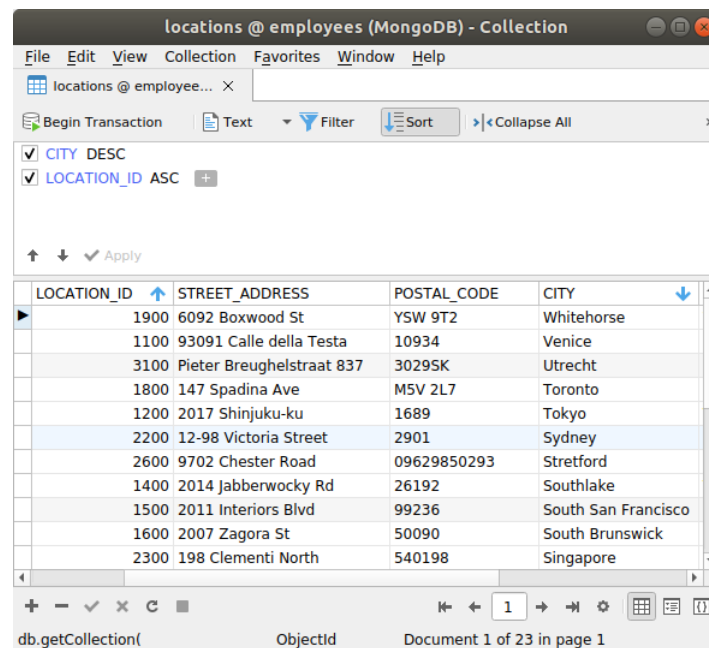 locations @ employees (MongoDB) - Collection
File Edit View Collection Favorites Window Help
locations @ employee... ×
Begin Transaction Text Filter Sort Collapse All
CITY DESC
LOCATION_ID ASC
Apply
LOCATION_ID STREET_ADDRESS POSTAL_CODE CITY
1900 6092 Boxwood St YSW 9T2 Whitehorse
1100 93091 Calle della Testa 10934 Venice
3100 Pieter Breughelstraat 837 3029SK Utrecht
1800 147 Spadina Ave M5V 2L7 Toronto
1200 2017 Shinjuku-ku 1689 Tokyo
2200 12-98 Victoria Street 2901 Sydney
2600 9702 Chester Road 09629850293 Stretford
1400 2014 Jabberwocky Rd 26192 Southlake
1500 2011 Interiors Blvd 99236 South San Francisco
1600 2007 Zagora St 50090 South Brunswick
2300 198 Clementi North 540198 Singapore
1
db.getCollection( ObjectId Document 1 of 23 in page 1